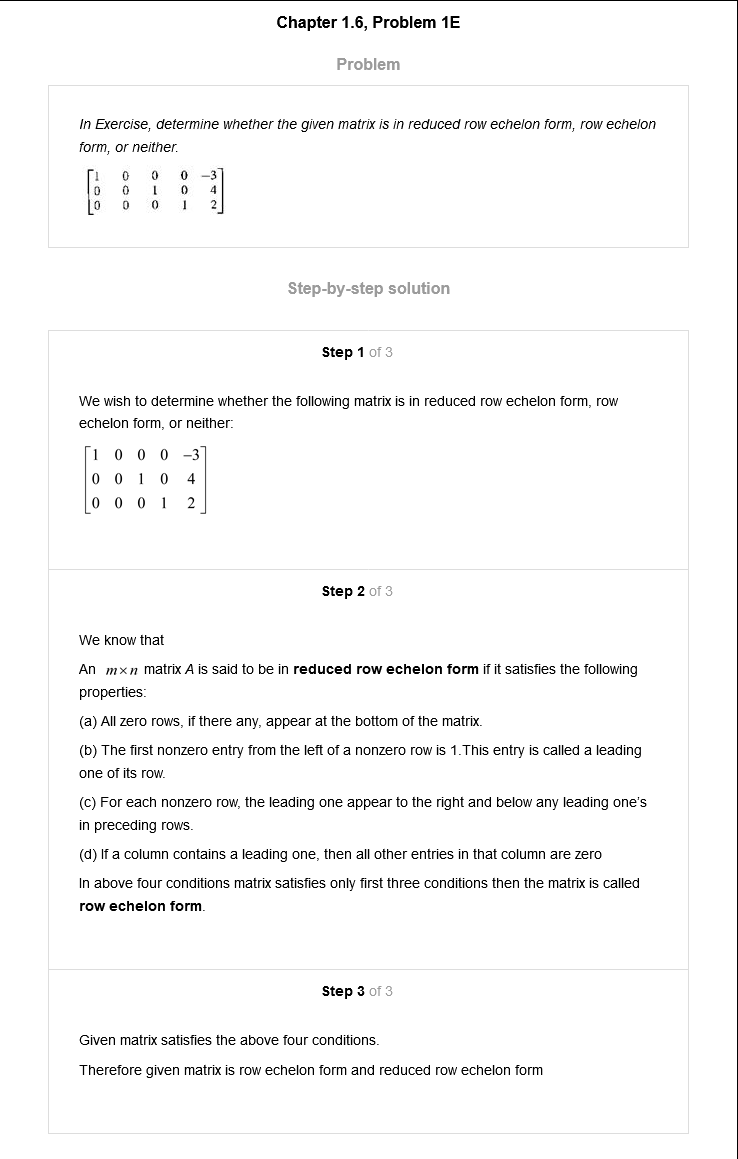 Chapter 1.6, Problem 1E
Problem
In Exercise, determine whether the given matrix is in reduced row echelon form, row echelon
form, or neither.
1 0 0 0 −3
0 0 1 0 4
0 0 0 1 2
Step-by-step solution
Step 1 of 3
We wish to determine whether the following matrix is in reduced row echelon form, row
echelon form, or neither:
1 0 0 0 −3
0 0 1 0 4
0 0 0 1 2
Step 2 of 3
We know that
An m×n matrix A is said to be in reduced row echelon form if it satisfies the following
properties:
(a) All zero rows, if there any, appear at the bottom of the matrix.
(b) The first nonzero entry from the left of a nonzero row is 1.This entry is called a leading
one of its row.
(c) For each nonzero row, the leading one appear to the right and below any leading one's
in preceding rows.
(d) If a column contains a leading one, then all other entries in that column are zero
In above four conditions matrix satisfies only first three conditions then the matrix is called
row echelon form.
Step 3 of 3
Given matrix satisfies the above four conditions.
Therefore given matrix is row echelon form and reduced row echelon form